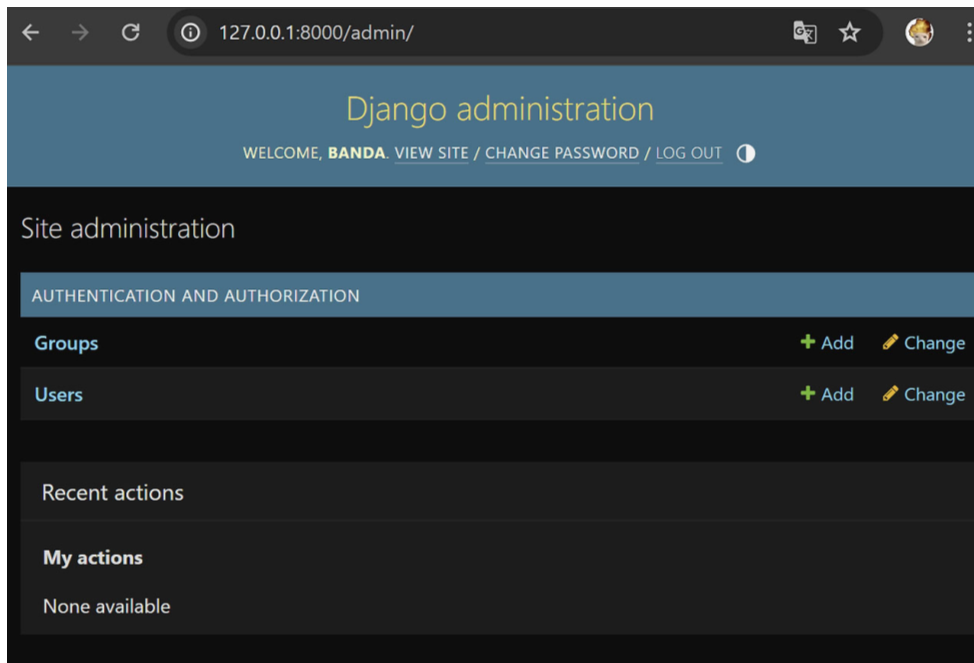 127.0.0.1:8000/admin/
Django administration
WELCOME, BANDA. VIEW SITE / CHANGE PASSWORD / LOG OUT
Site administration
AUTHENTICATION AND AUTHORIZATION
Groups Add Change
Users Add Change
Recent actions
My actions
None available